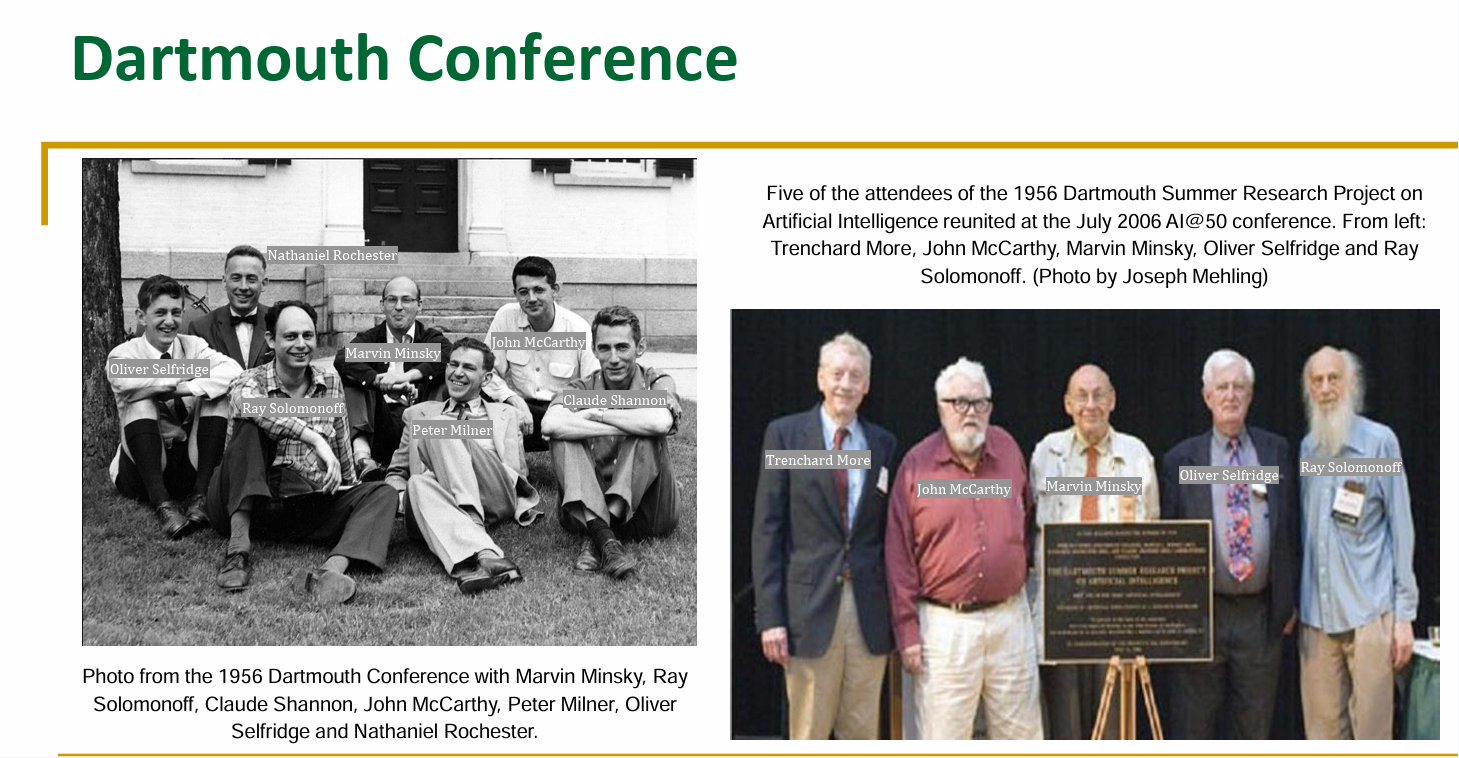 Dartmouth Conference
Nathaniel Rochester
John McCarthy
Marvin Minsky
Oliver Selfridge
Claude Shannon
Ray Solomonoff
Peter Milner
Photo from the 1956 Dartmouth Conference with Marvin Minsky, Ray
Solomonoff, Claude Shannon, John McCarthy, Peter Milner, Oliver
Selfridge and Nathaniel Rochester.
Five of the attendees of the 1956 Dartmouth Summer Research Project on
Artificial Intelligence reunited at the July 2006 AI@50 conference. From left:
Trenchard More, John McCarthy, Marvin Minsky, Oliver Selfridge and Ray
Solomonoff. (Photo by Joseph Mehling)
Trenchard More
Ray Solomonoff
Oliver Selfridge
Marvin Minsky
John McCarthy
THE DARTMOUTH SUMMER RESEARCH PROJECT
ON ARTIFICIAL INTELLIGENCE